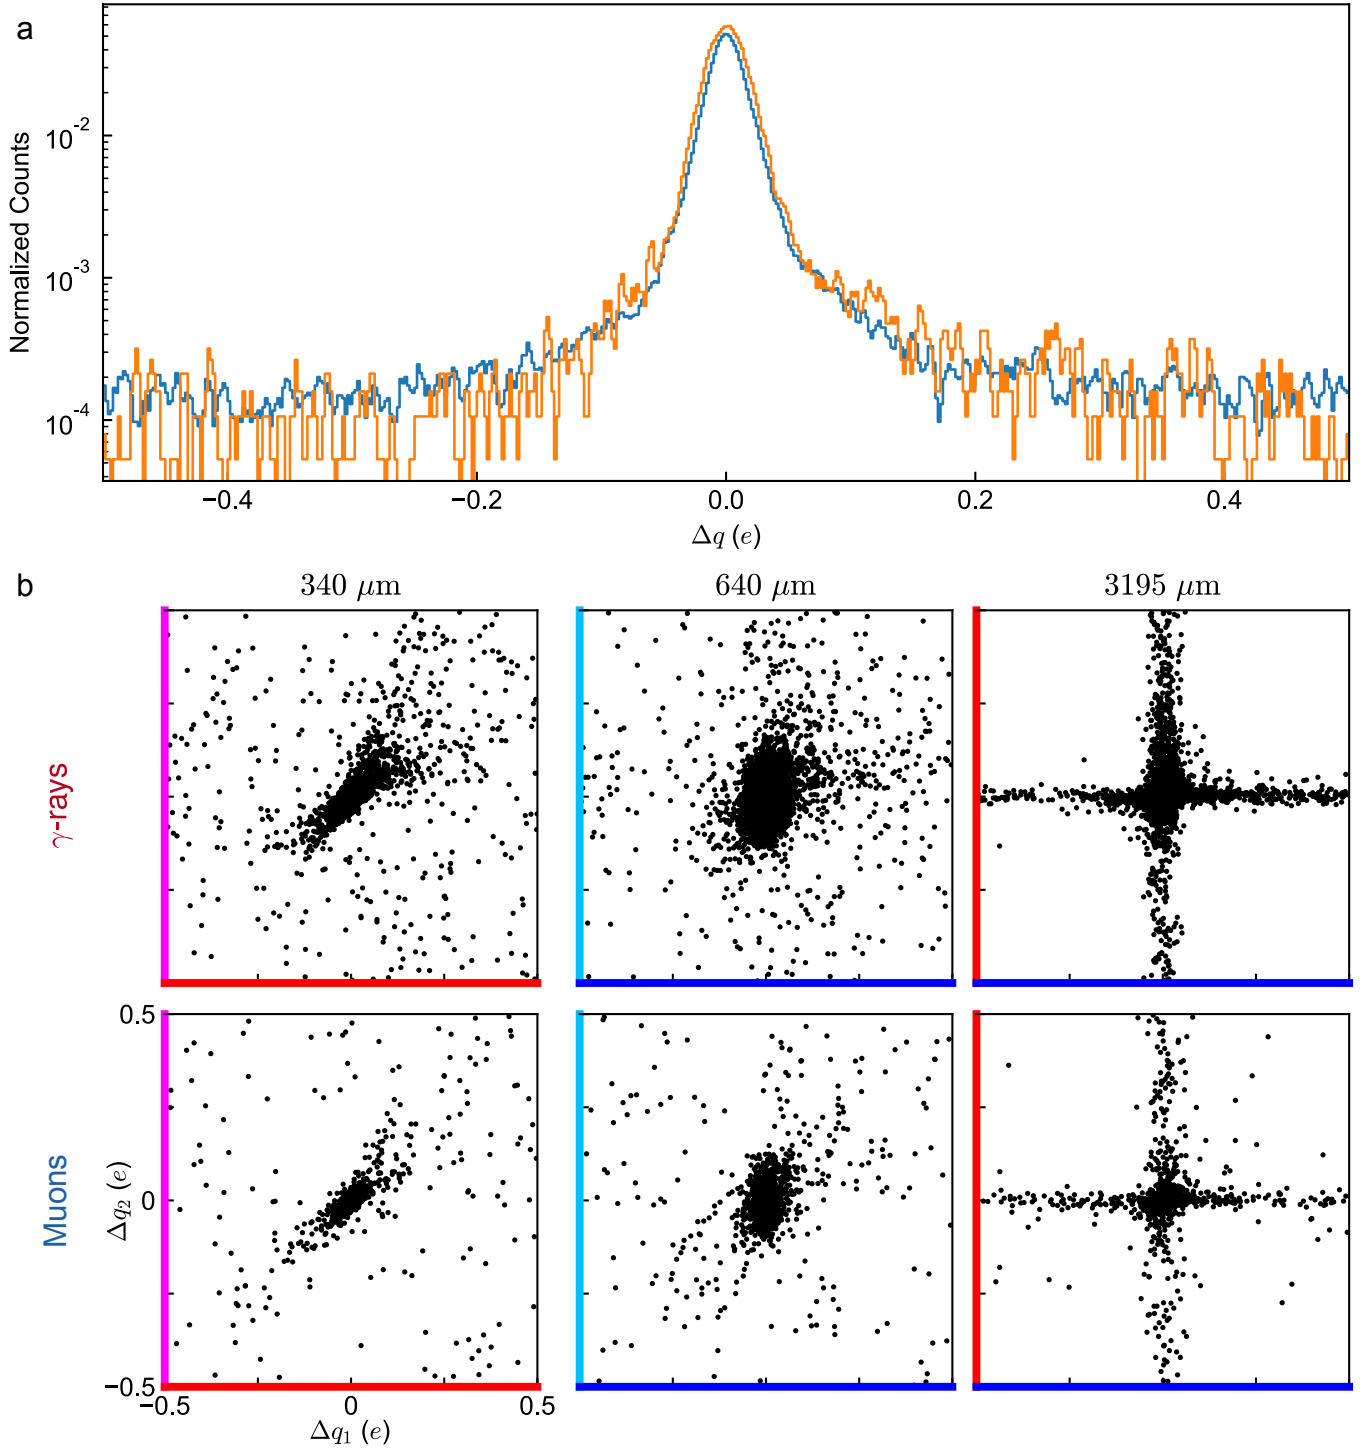 a
Normalized Counts
10⁻²
10⁻³
10⁻⁴
−0.4 −0.2 0.0 0.2 0.4
Δq (e)
b
340 μm 640 μm 3195 μm
γ-rays
Muons
Δq₂ (e)
0.5
0
−0.5
−0.5 0 0.5
Δq₁ (e)